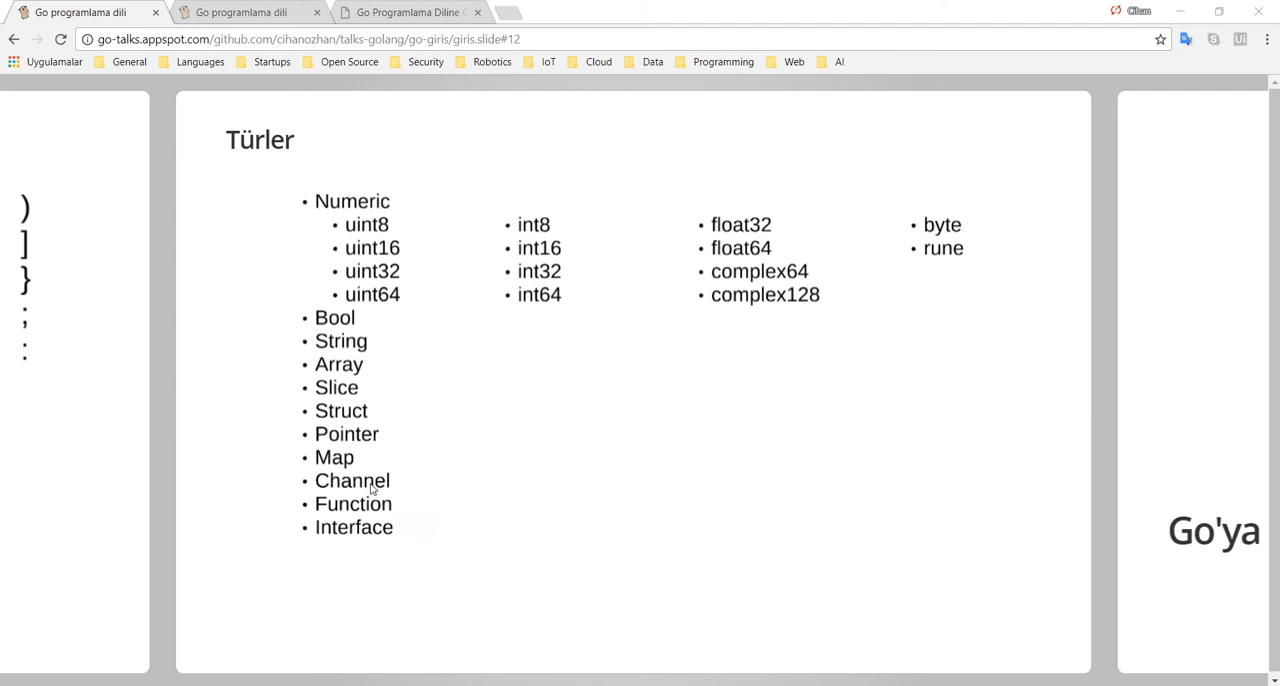 Go programlama dili
Go programlama dili
Go Programlama Diline
Cihan
go-talks.appspot.com/github.com/cihanozhan/talks-golang/go-giris/giris.slide#12
Uygulamalar General Languages Startups Open Source Security Robotics IoT Cloud Data Programming Web AI
Türler
)
]
}
;
:
• Numeric
• uint8 • int8 • float32 • byte
• uint16 • int16 • float64 • rune
• uint32 • int32 • complex64
• uint64 • int64 • complex128
• Bool
• String
• Array
• Slice
• Struct
• Pointer
• Map
• Channel
• Function
• Interface
Go'ya